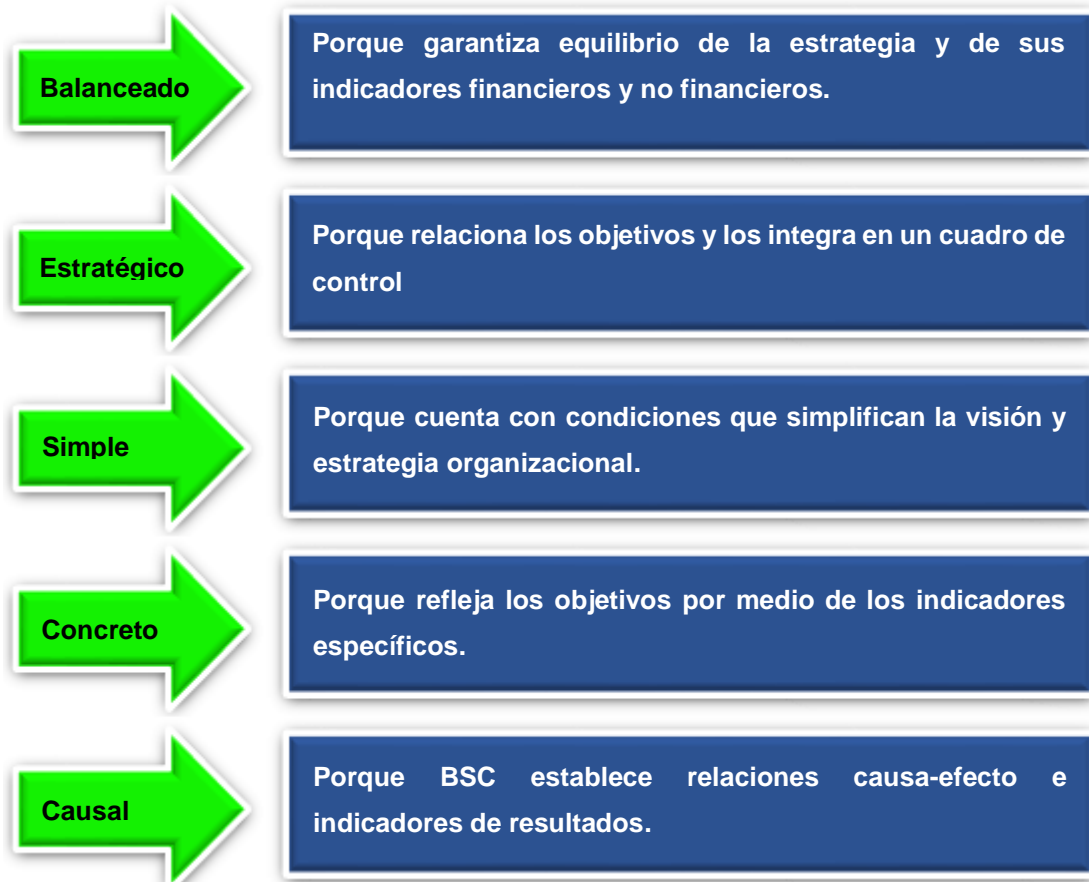 Balanceado
Porque garantiza equilibrio de la estrategia y de sus
indicadores financieros y no financieros.
Estratégico
Porque relaciona los objetivos y los integra en un cuadro de
control
Simple
Porque cuenta con condiciones que simplifican la visión y
estrategia organizacional.
Concreto
Porque refleja los objetivos por medio de los indicadores
específicos.
Causal
Porque BSC establece relaciones causa-efecto e
indicadores de resultados.